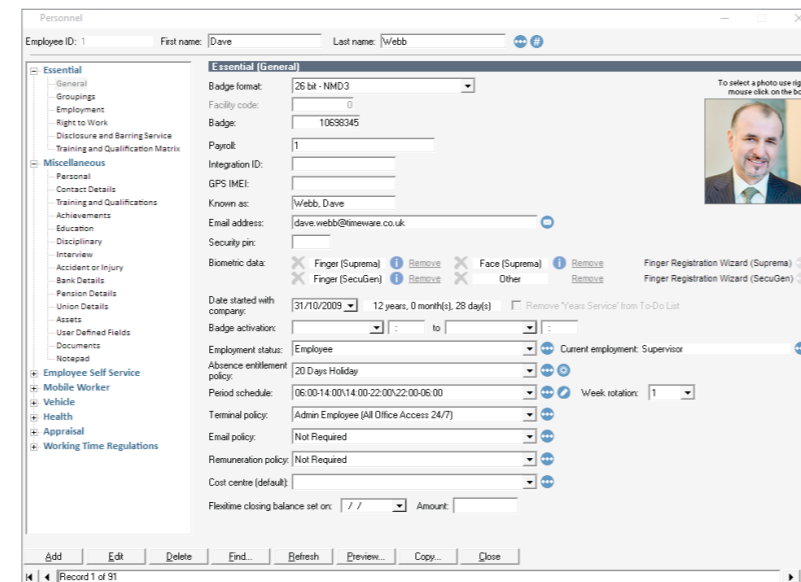 Personnel
Employee ID: 1 First name: Dave Last name: Webb
Essential
General
Groupings
Employment
Right to Work
Disclosure and Barring Service
Training and Qualification Matrix
Miscellaneous
Personal
Contact Details
Training and Qualifications
Achievements
Education
Disciplinary
Interview
Accident or Injury
Bank Details
Pension Details
Union Details
Assets
User Defined Fields
Documents
Notepad
Employee Self Service
Mobile Worker
Vehicle
Health
Appraisal
Working Time Regulations
Essential (General)
Badge format: 26 bit - NMD3
Facility code: 0
Badge: 10698345
Payroll: 1
Integration ID:
GPS IMEI:
Known as: Webb, Dave
Email address: dave.webb@timeware.co.uk
Security pin:
To select a photo use rig
mouse click on the bo
Biometric data: Finger (Suprema) Remove Face (Suprema) Remove Finger Registration Wizard (Suprema)
Finger (SecuGen) Remove Other Remove Finger Registration Wizard (SecuGen)
Date started with
company: 31/10/2009 12 years, 0 month(s), 28 day(s) Remove 'Years Service' from To-Do List
Badge activation: : to :
Employment status: Employee Current employment: Supervisor
Absence entitlement
policy: 20 Days Holiday
Period schedule: 06:00-14:00\14:00-22:00\22:00-06:00 Week rotation: 1
Terminal policy: Admin Employee (All Office Access 24/7)
Email policy: Not Required
Remuneration policy: Not Required
Cost centre (default):
Flexitime closing balance set on: / / Amount:
Add Edit Delete Find... Refresh Preview... Copy... Close
Record 1 of 91